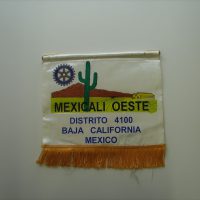 MEXICALI OESTE
DISTRITO 4100
BAJA CALIFORNIA
MEXICO